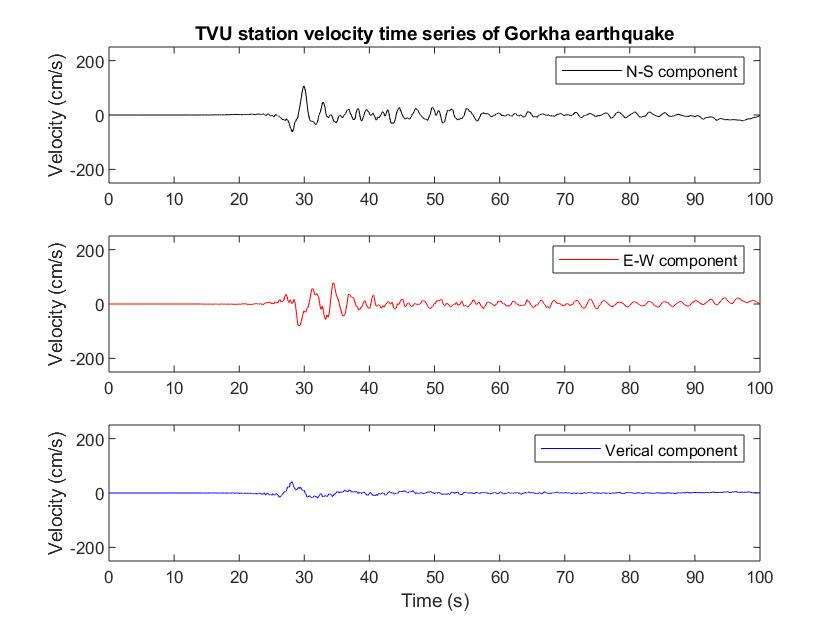 TVU station velocity time series of Gorkha earthquake
200
0
-200
Velocity (cm/s)
N-S component
0 10 20 30 40 50 60 70 80 90 100
200
0
-200
Velocity (cm/s)
E-W component
0 10 20 30 40 50 60 70 80 90 100
200
0
-200
Velocity (cm/s)
Verical component
0 10 20 30 40 50 60 70 80 90 100
Time (s)